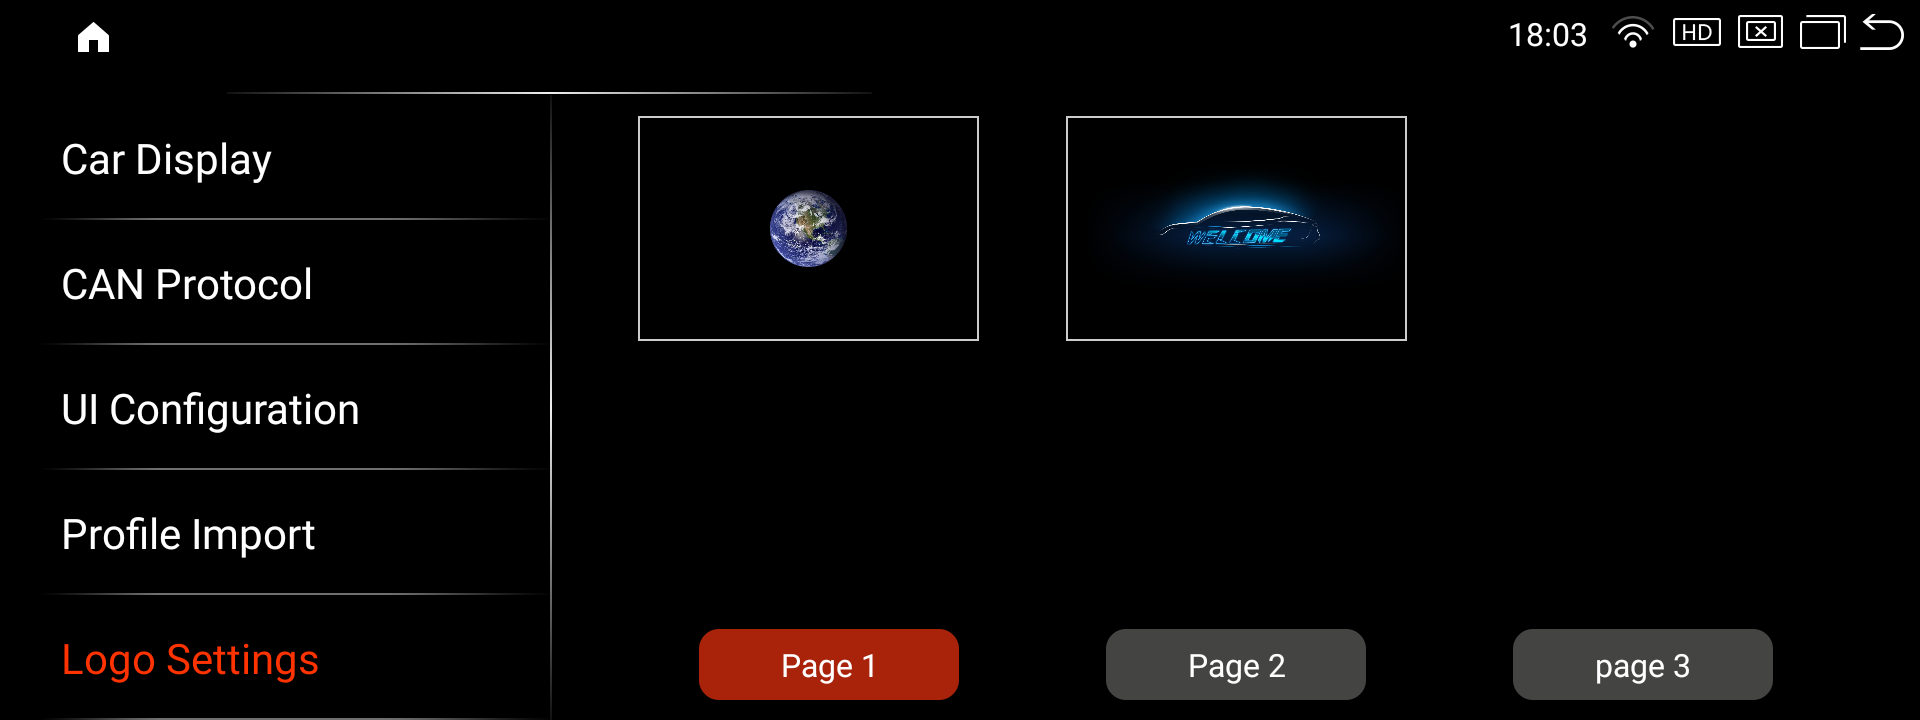 18:03
HD
Car Display
CAN Protocol
UI Configuration
Profile Import
Logo Settings
WELCOME
Page 1
Page 2
page 3